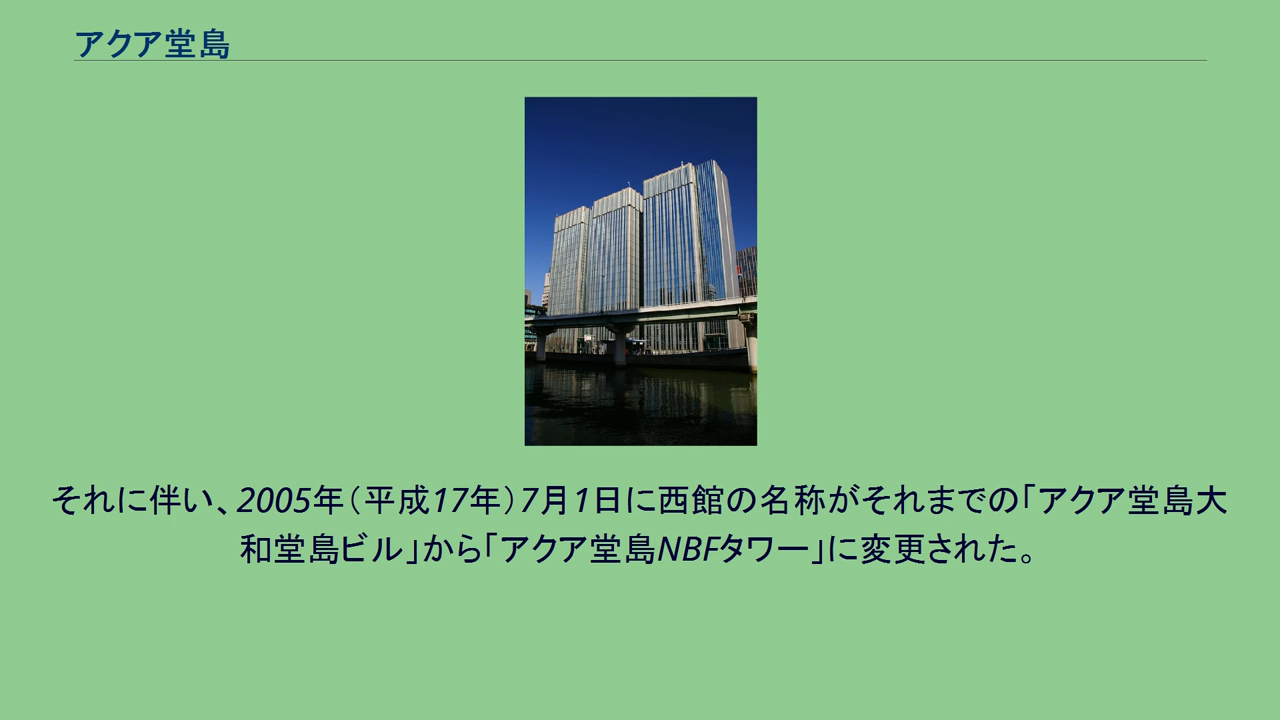 アクア堂島
それに伴い、2005年（平成17年）7月1日に西館の名称がそれまでの「アクア堂島大
和堂島ビル」から「アクア堂島NBFタワー」に変更された。